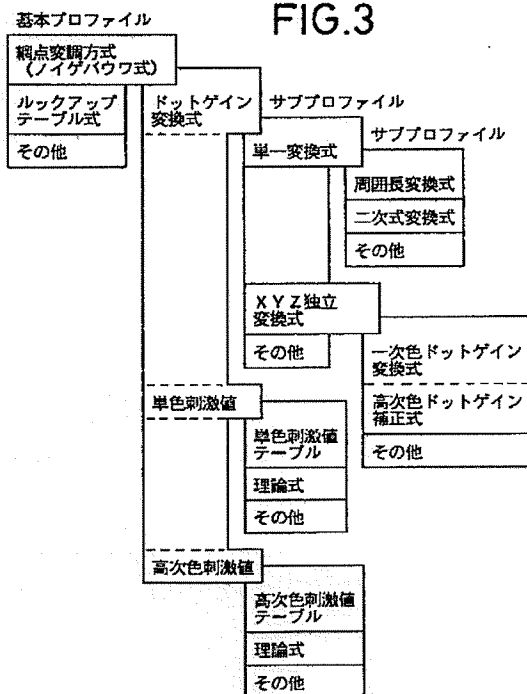 FIG.3
基本プロファイル
網点変調方式
(ノイゲバウワ式)
ルックアップ
テーブル式
その他
ドットゲイン
変換式
サブプロファイル
単一変換式
サブプロファイル
周囲長変換式
二次式変換式
その他
XYZ独立
変換式
その他
一次色ドットゲイン
変換式
高次色ドットゲイン
補正式
その他
単色刺激値
単色刺激値
テーブル
理論式
その他
高次色刺激値
高次色刺激値
テーブル
理論式
その他